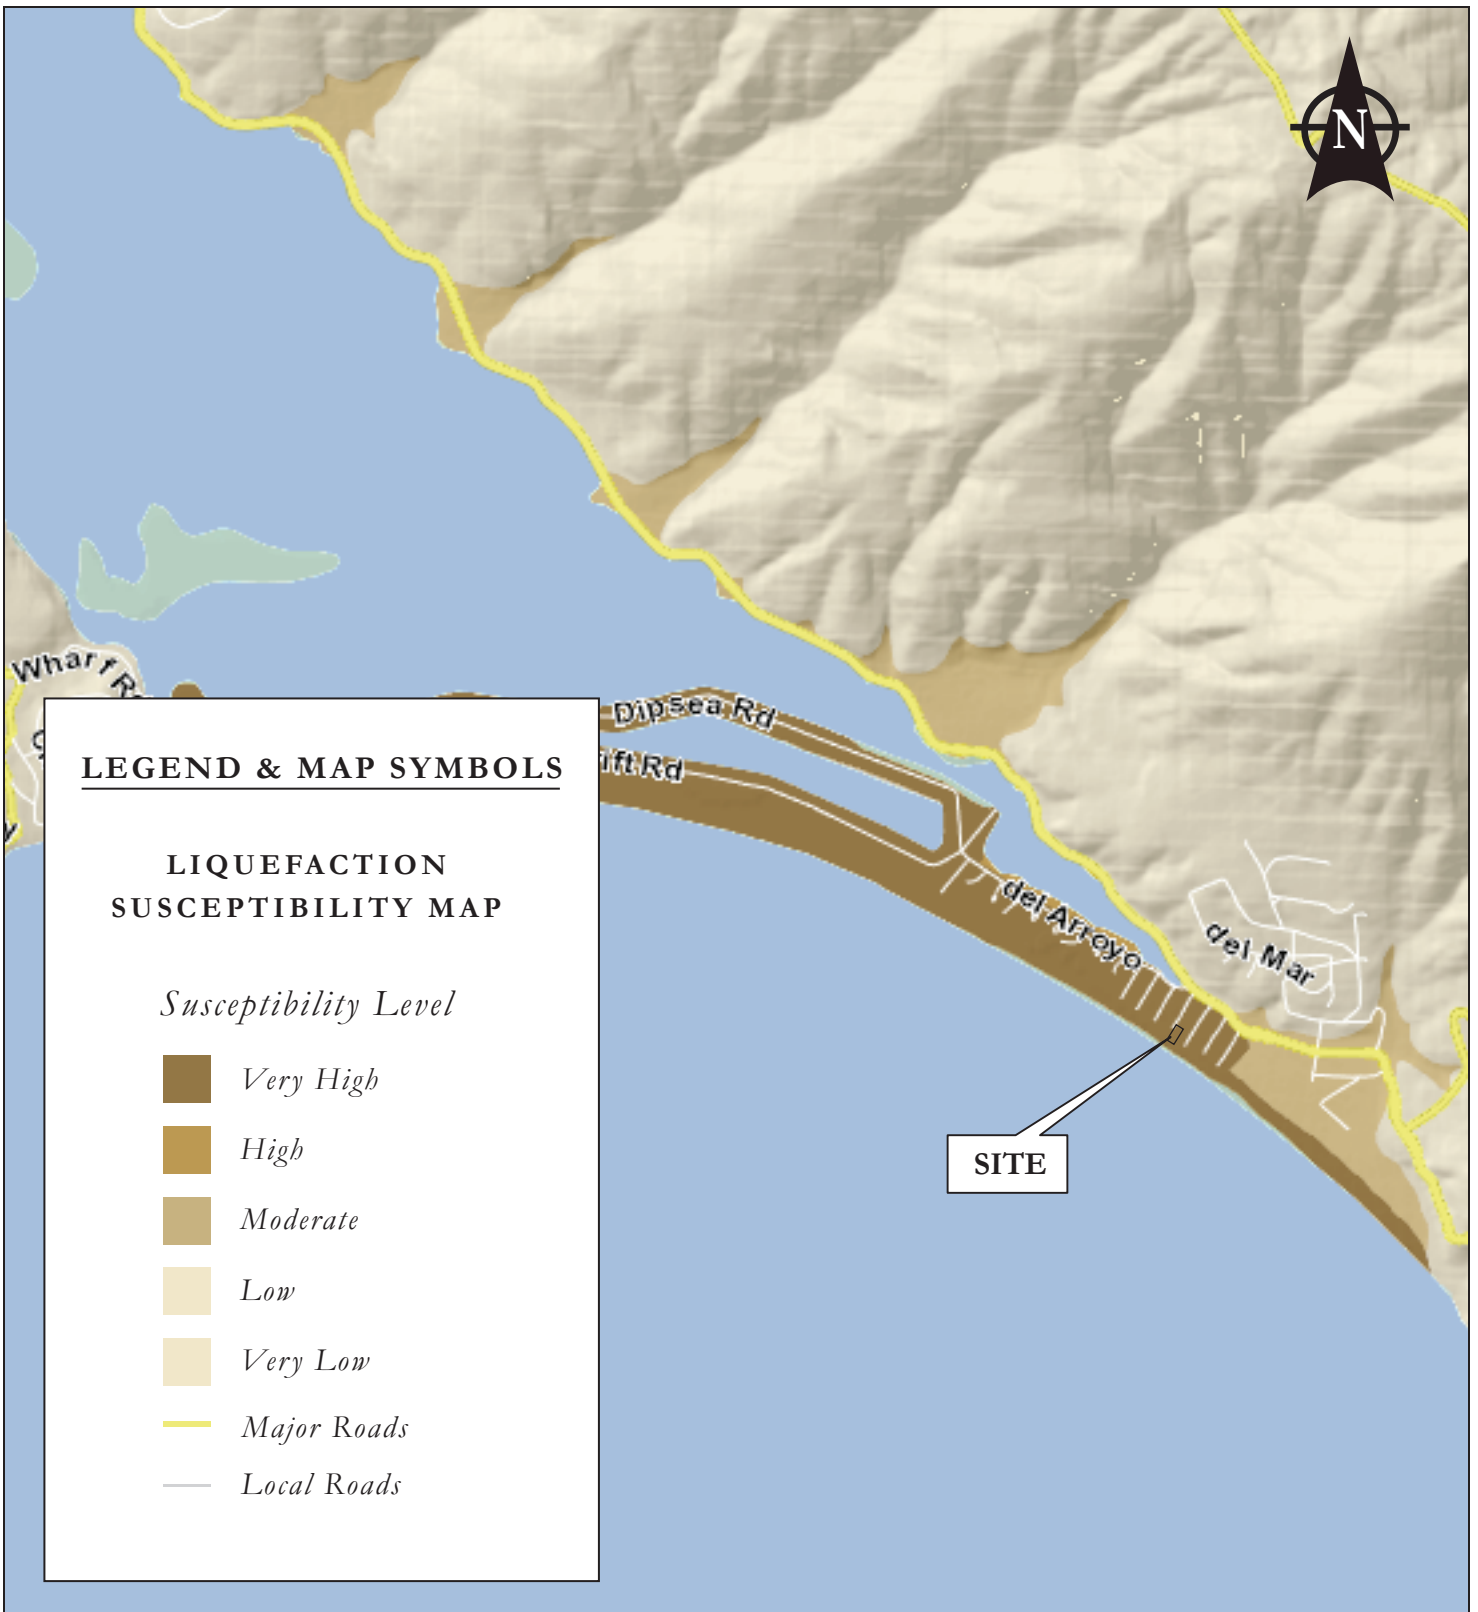 N
Wharf
Dipsea Rd
ift Rd
del Arroyo
del Mar
SITE
LEGEND & MAP SYMBOLS
LIQUEFACTION
SUSCEPTIBILITY MAP
Susceptibility Level
Very High
High
Moderate
Low
Very Low
Major Roads
Local Roads